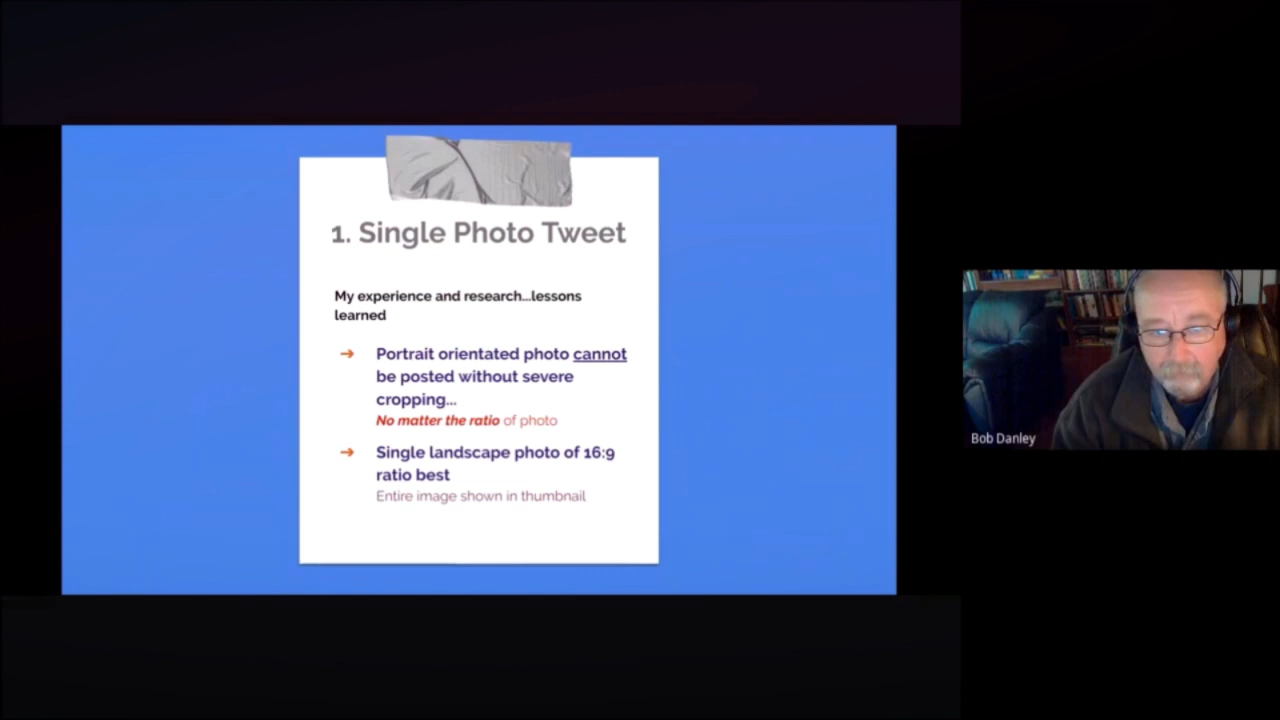 1. Single Photo Tweet
My experience and research...lessons
learned
➔ Portrait orientated photo cannot
be posted without severe
cropping...
No matter the ratio of photo
➔ Single landscape photo of 16:9
ratio best
Entire image shown in thumbnail
Bob Danley